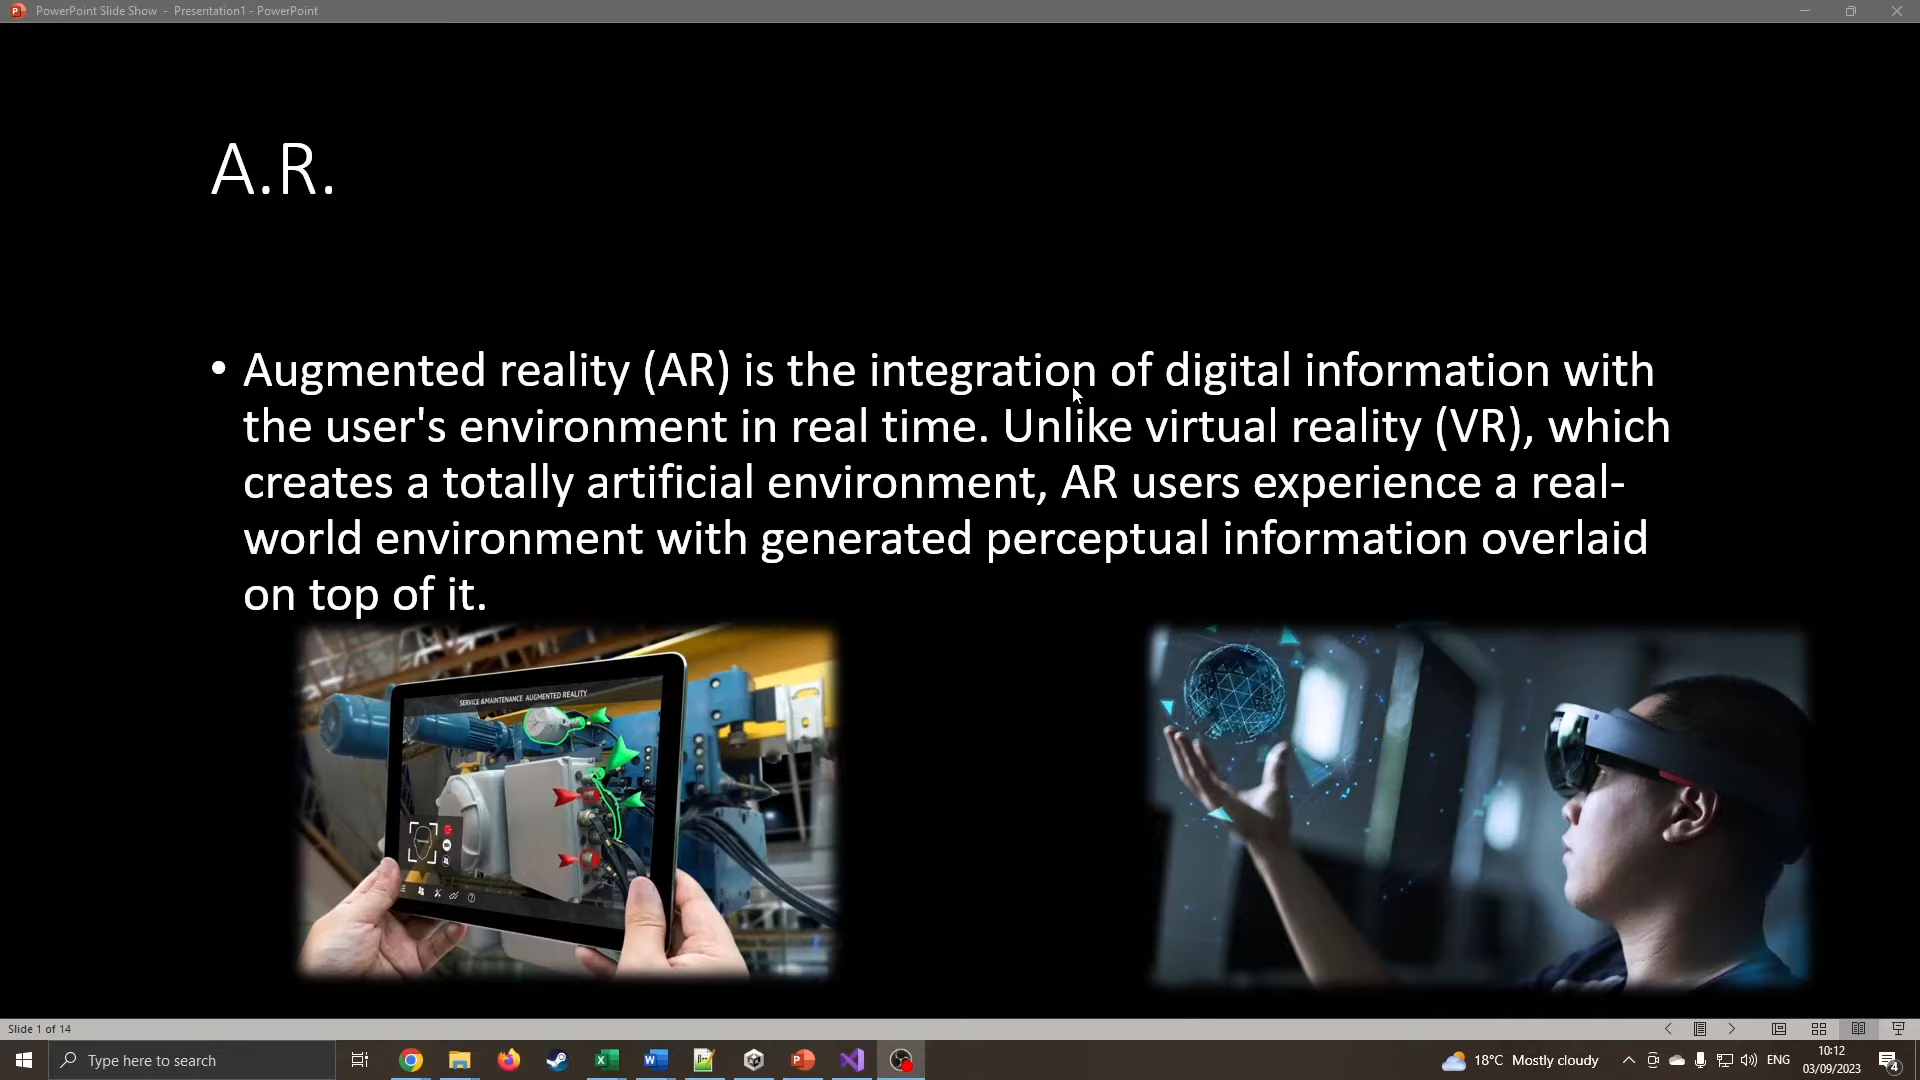 PowerPoint Slide Show - Presentation1 - PowerPoint
A.R.
• Augmented reality (AR) is the integration of digital information with
the user's environment in real time. Unlike virtual reality (VR), which
creates a totally artificial environment, AR users experience a real-
world environment with generated perceptual information overlaid
on top of it.
SERVICE &MAINTENANCE AUGMENTED REALITY
Slide 1 of 14
Type here to search
18°C Mostly cloudy
ENG
10:12
03/09/2023
4